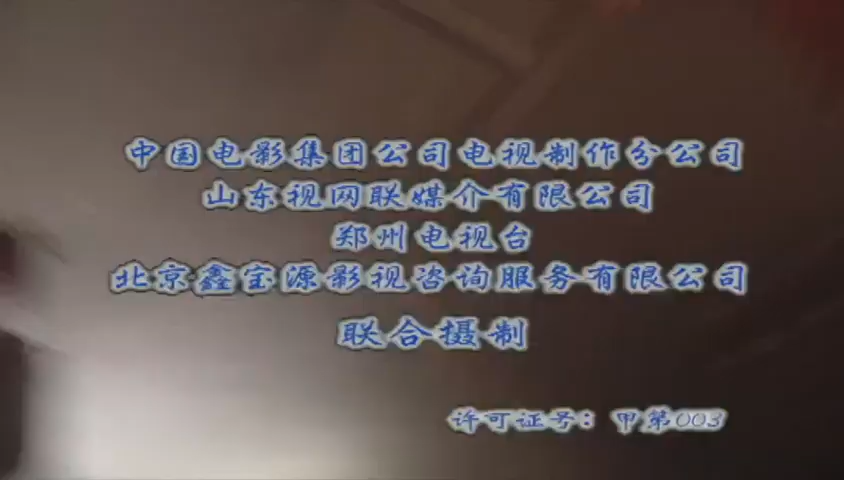 中国电影集团公司电视制作分公司
山东视网联媒介有限公司
郑州电视台
北京鑫宝源影视咨询服务有限公司
联合摄制
许可证号：甲第003